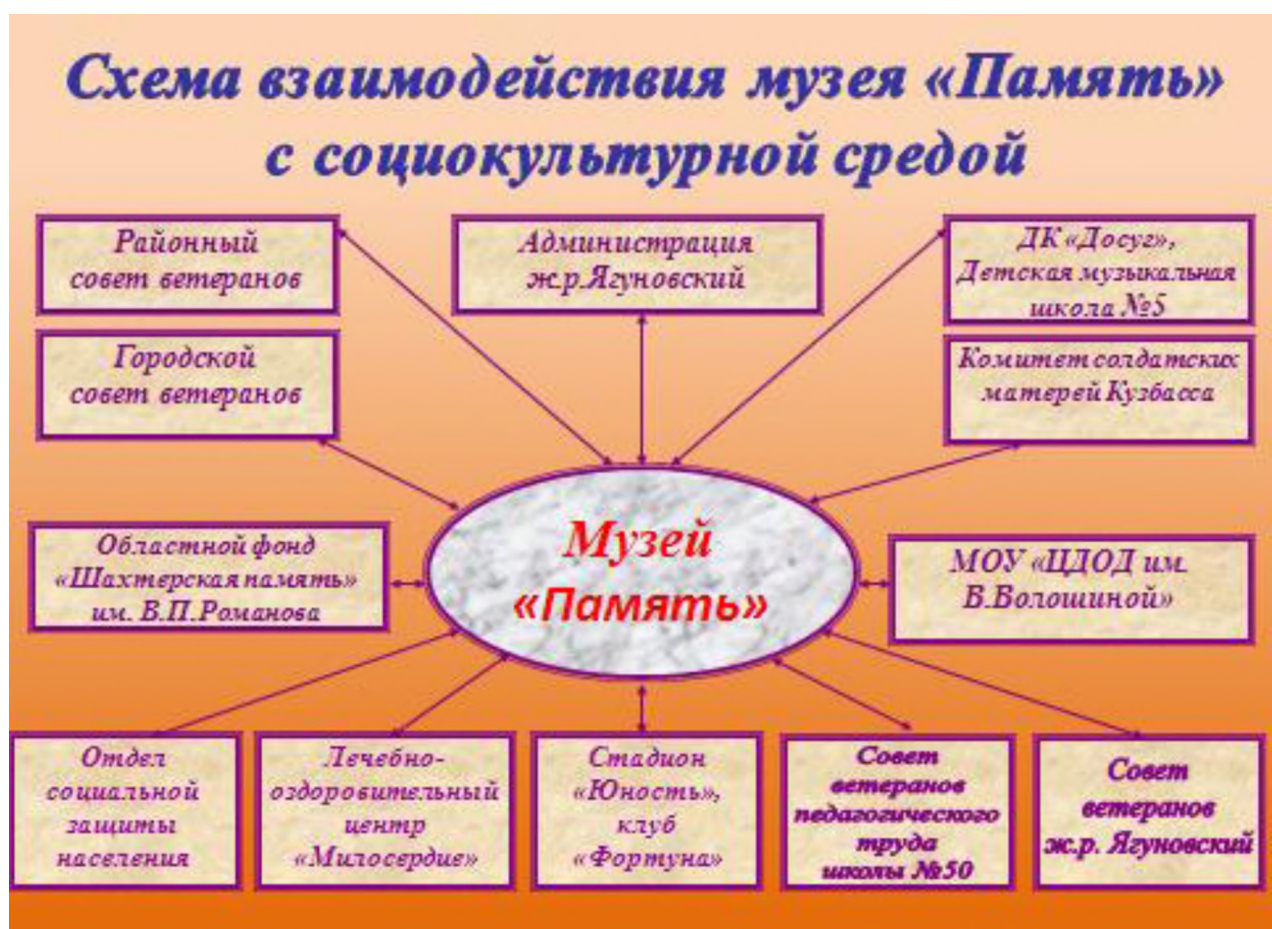 Схема взаимодействия музея «Память»
с социокультурной средой
Районный
совет ветеранов
Администрация
ж.р.Ягуновский
ДК «Досуг»,
Детская музыкальная
школа №5
Городской
совет ветеранов
Комитет солдатских
матерей Кузбасса
Музей
«Память»
Областной фонд
«Шахтерская память»
им. В.П.Романова
МОУ «ЦДОД им.
В.Волошиной»
Отдел
социальной
защиты
населения
Лечебно-
оздоровительный
центр
«Милосердие»
Стадион
«Юность»,
клуб
«Фортуна»
Совет
ветеранов
педагогического
труда
школы №50
Совет
ветеранов
ж.р. Ягуновский